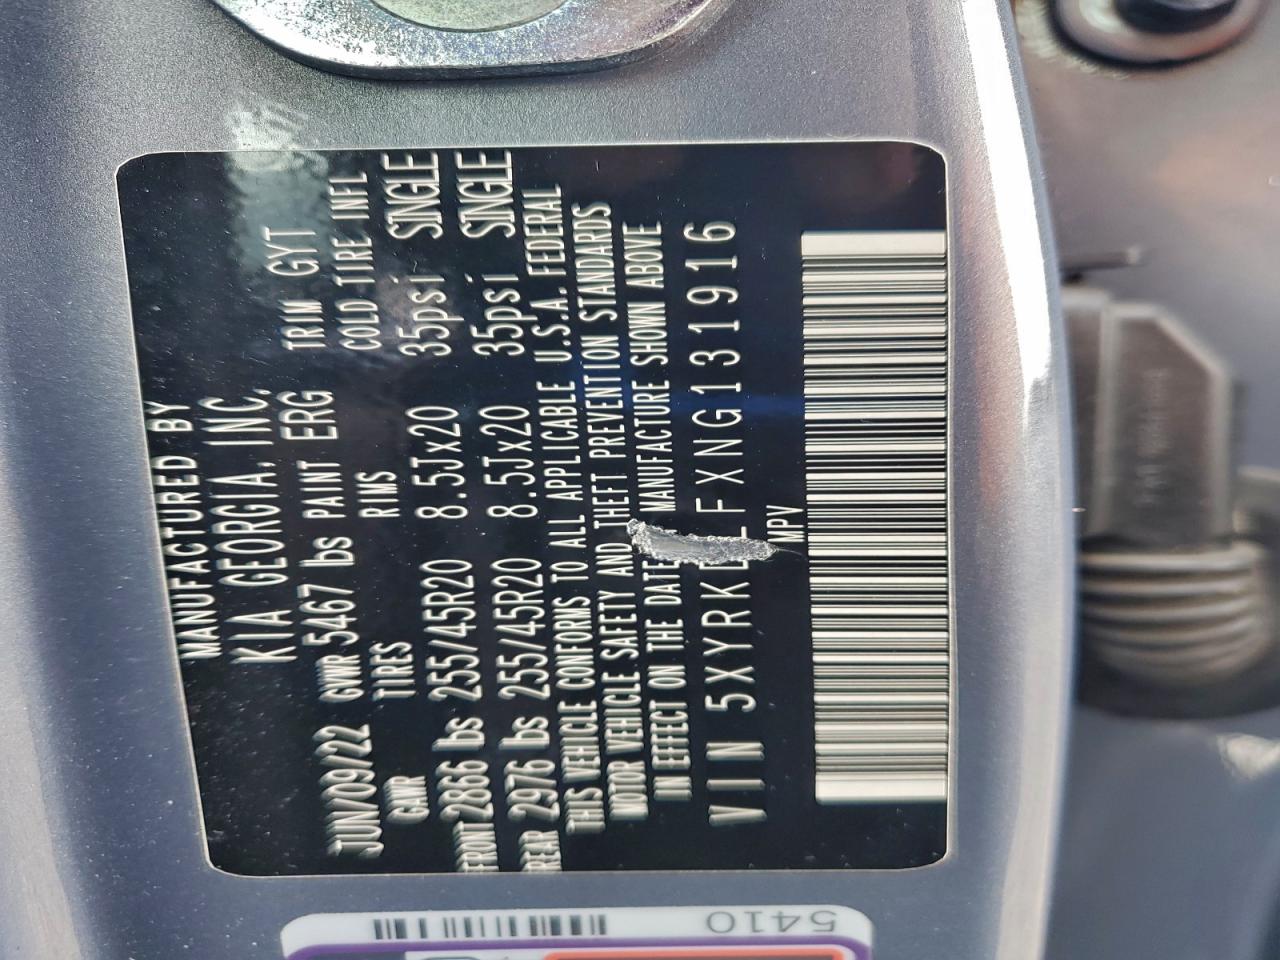 MANUFACTURED BY
KIA GEORGIA, INC.
JUN/09/22 GVWR 5467 lbs PAINT ERG TRIM GYT
GAWR TIRES RIMS COLD TIRE INFL
FRONT 2866 lbs 255/45R20 8.5Jx20 35psi SINGLE
REAR 2976 lbs 255/45R20 8.5Jx20 35psi SINGLE
THIS VEHICLE CONFORMS TO ALL APPLICABLE U.S.A. FEDERAL
MOTOR VEHICLE SAFETY AND THEFT PREVENTION STANDARDS
IN EFFECT ON THE DATE MANUFACTURE SHOWN ABOVE
VIN 5XYRK LFXNG131916
MPV
5410